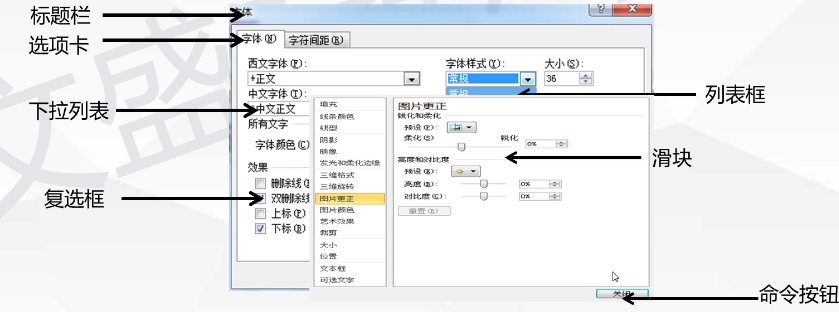 标题栏
字体
选项卡
字体(N) 字符间距(R)
西文字体(F): 字体样式(Y): 大小(S):
+正文 常规 36
中文字体(T): 常规
列表框
下拉列表
中文正文
所有文字
字体颜色(C)
效果
删除线(
双删除线
上标(P)
下标(B)
复选框
填充
线条颜色
线型
阴影
映像
发光和柔化边缘
三维格式
三维旋转
图片更正
图片颜色
艺术效果
裁剪
大小
位置
文本框
可选文字
图片更正
锐化和柔化
预设(P):
柔化(S) 锐化 0%
亮度和对比度
预设(R):
亮度(B): 0%
对比度(C): 0%
重置(R)
滑块
关闭
命令按钮
文盛